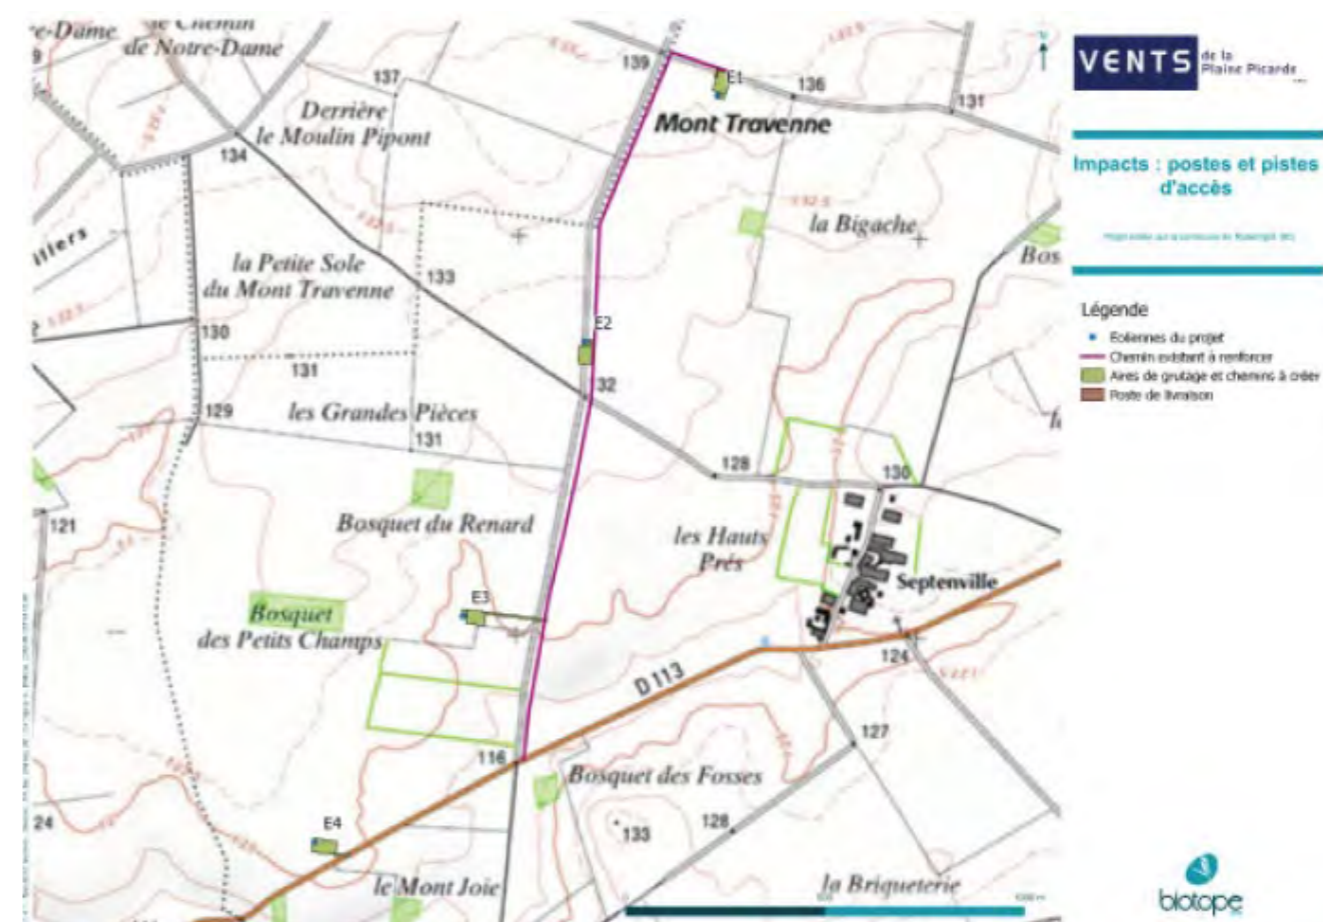 le Chemin
de Notre-Dame
139
137
E1
136
131
Derrière
le Moulin Pipont
Mont Travenne
134
la Bigache
la Petite Sole
du Mont Travenne
133
130
E2
131
32
129
les Grandes Pièces
131
128
130
121
Bosquet du Renard
les Hauts
Prés
Septenville
E3
Bosquet
des Petits Champs
D 113
124
116
127
Bosquet des Fosses
E4
24
133
128
le Mont Joie
la Briqueterie
VENTS de la
Plaine Picarde
Impacts : postes et pistes
d'accès
Légende
Eoliennes du projet
Chemin existant à renforcer
Aires de grutage et chemins à créer
Poste de livraison
biotope